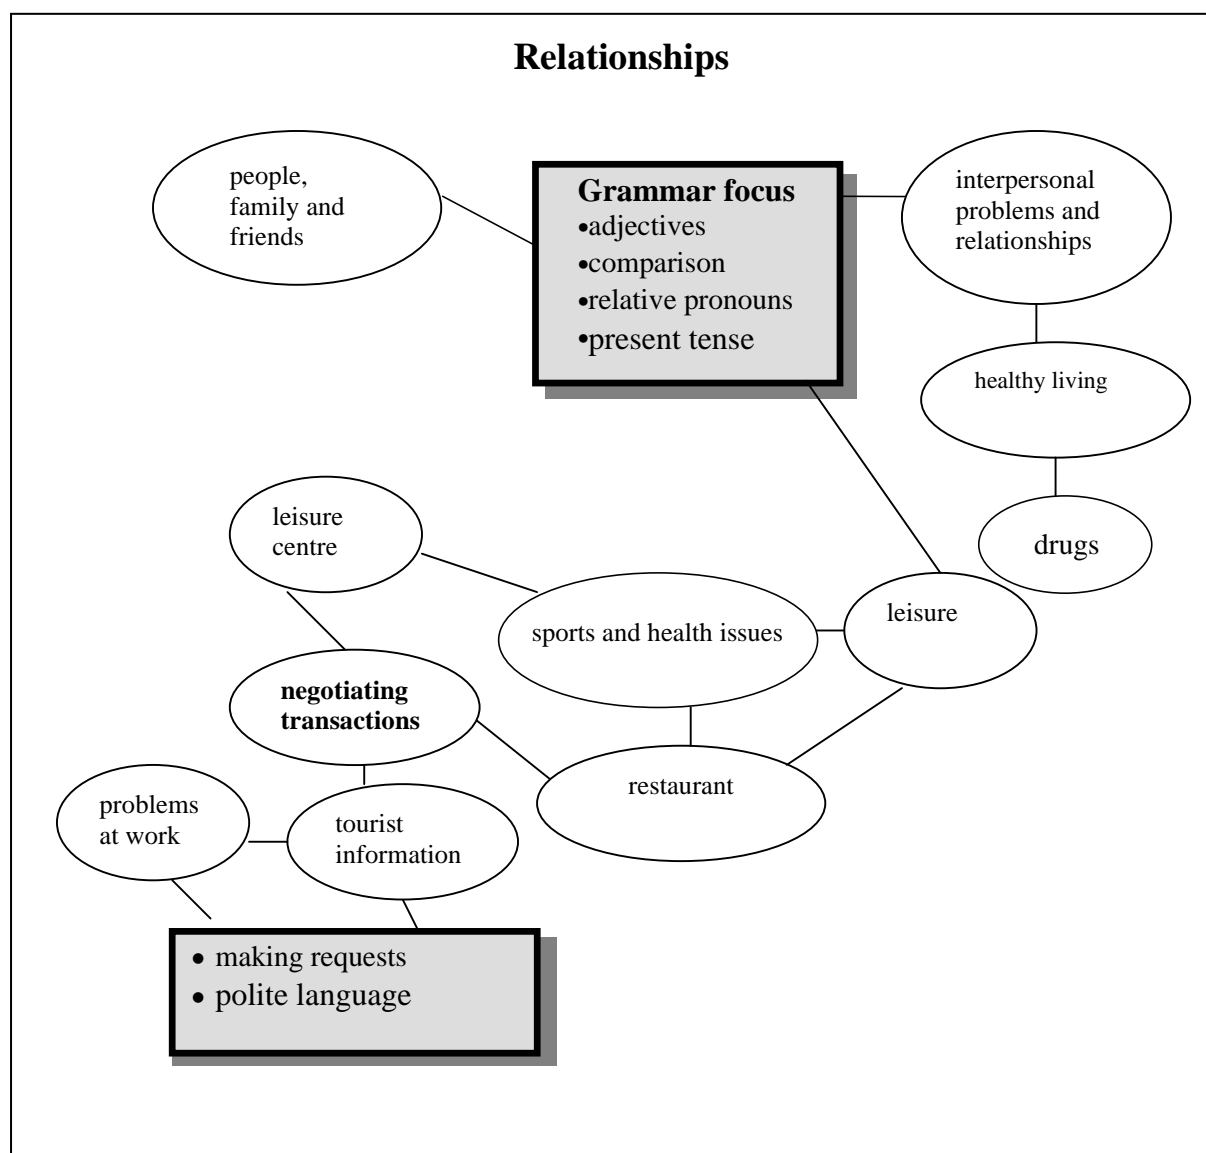 Relationships
people,
family and
friends
Grammar focus
•adjectives
•comparison
•relative pronouns
•present tense
interpersonal
problems and
relationships
healthy living
drugs
leisure
centre
sports and health issues
leisure
negotiating
transactions
restaurant
problems
at work
tourist
information
• making requests
• polite language